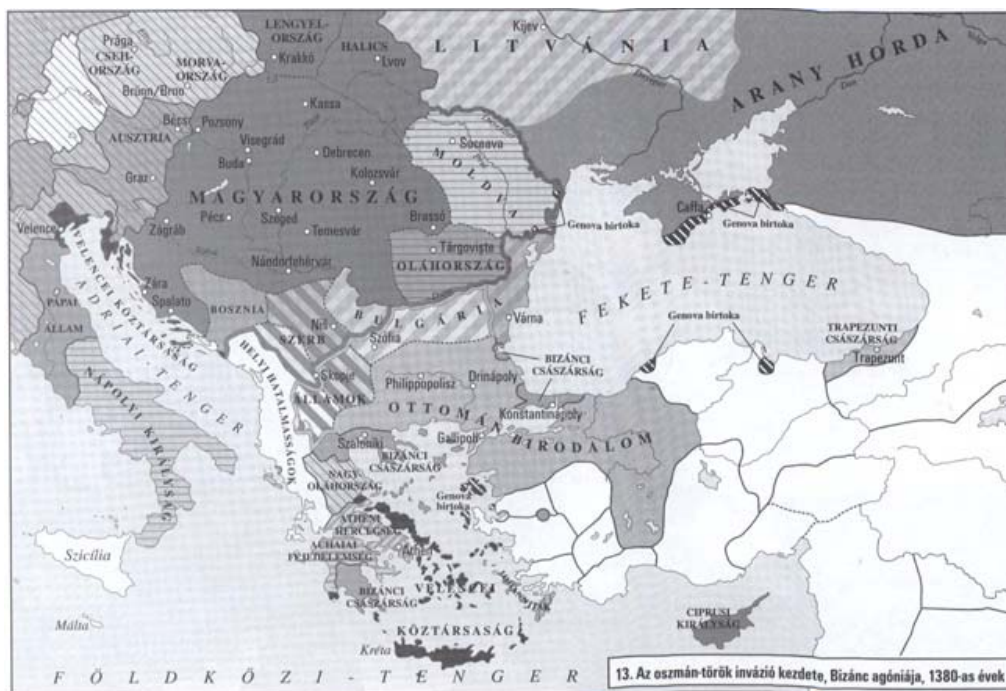 LENGYEL-
ORSZÁG
Krakkó
HALICS
Lvov
Kijev
LITVÁNIA
ARANY HORDA
Prága
CSEH-
ORSZÁG
MORVA-
ORSZÁG
Brünn/Brno
Bécs
Pozsony
AUSZTRIA
Graz
Kassa
Visegrád
Buda
Debrecen
Kolozsvár
MAGYARORSZÁG
Pécs
Szeged
Temesvár
Brassó
Zágráb
Nándorfehérvár
Suceava
MOLDVA
Târgoviște
OLÁHORSZÁG
Genova birtoka
Caffa
Genova birtoka
Velence
VELENCEI KÖZTÁRSASÁG
ADRIAI-TENGER
Zára
Spalato
BOSZNIA
PÁPAI
ÁLLAM
NÁPOLYI KIRÁLYSÁG
HELYI HATALMASSÁGOK
SZERB
ÁLLAMOK
Niš
Skopje
BULGÁRIA
Szófia
Várna
FEKETE-TENGER
Genova birtoka
TRAPEZUNTI
CSÁSZÁRSÁG
Trapezunt
BIZÁNCI
CSÁSZÁRSÁG
Philippupolisz
Drinápoly
Konstantinápoly
OTTOMÁN BIRODALOM
Gallipoli
Szaloniki
BIZÁNCI
CSÁSZÁRSÁG
NAGY-
OLÁHORSZÁG
Genova
birtoka
ATHÉNI
HERCEGSÉG
ACHAIAI
FEJEDELEMSÉG
Athén
BIZÁNCI
CSÁSZÁRSÁG
VELENCEI
KÖZTÁRSASÁG
Kréta
CIPRUSI
KIRÁLYSÁG
Szicília
Málta
FÖLDKÖZI-TENGER
13. Az oszmán-török invázió kezdete, Bizánc agóniája, 1380-as évek